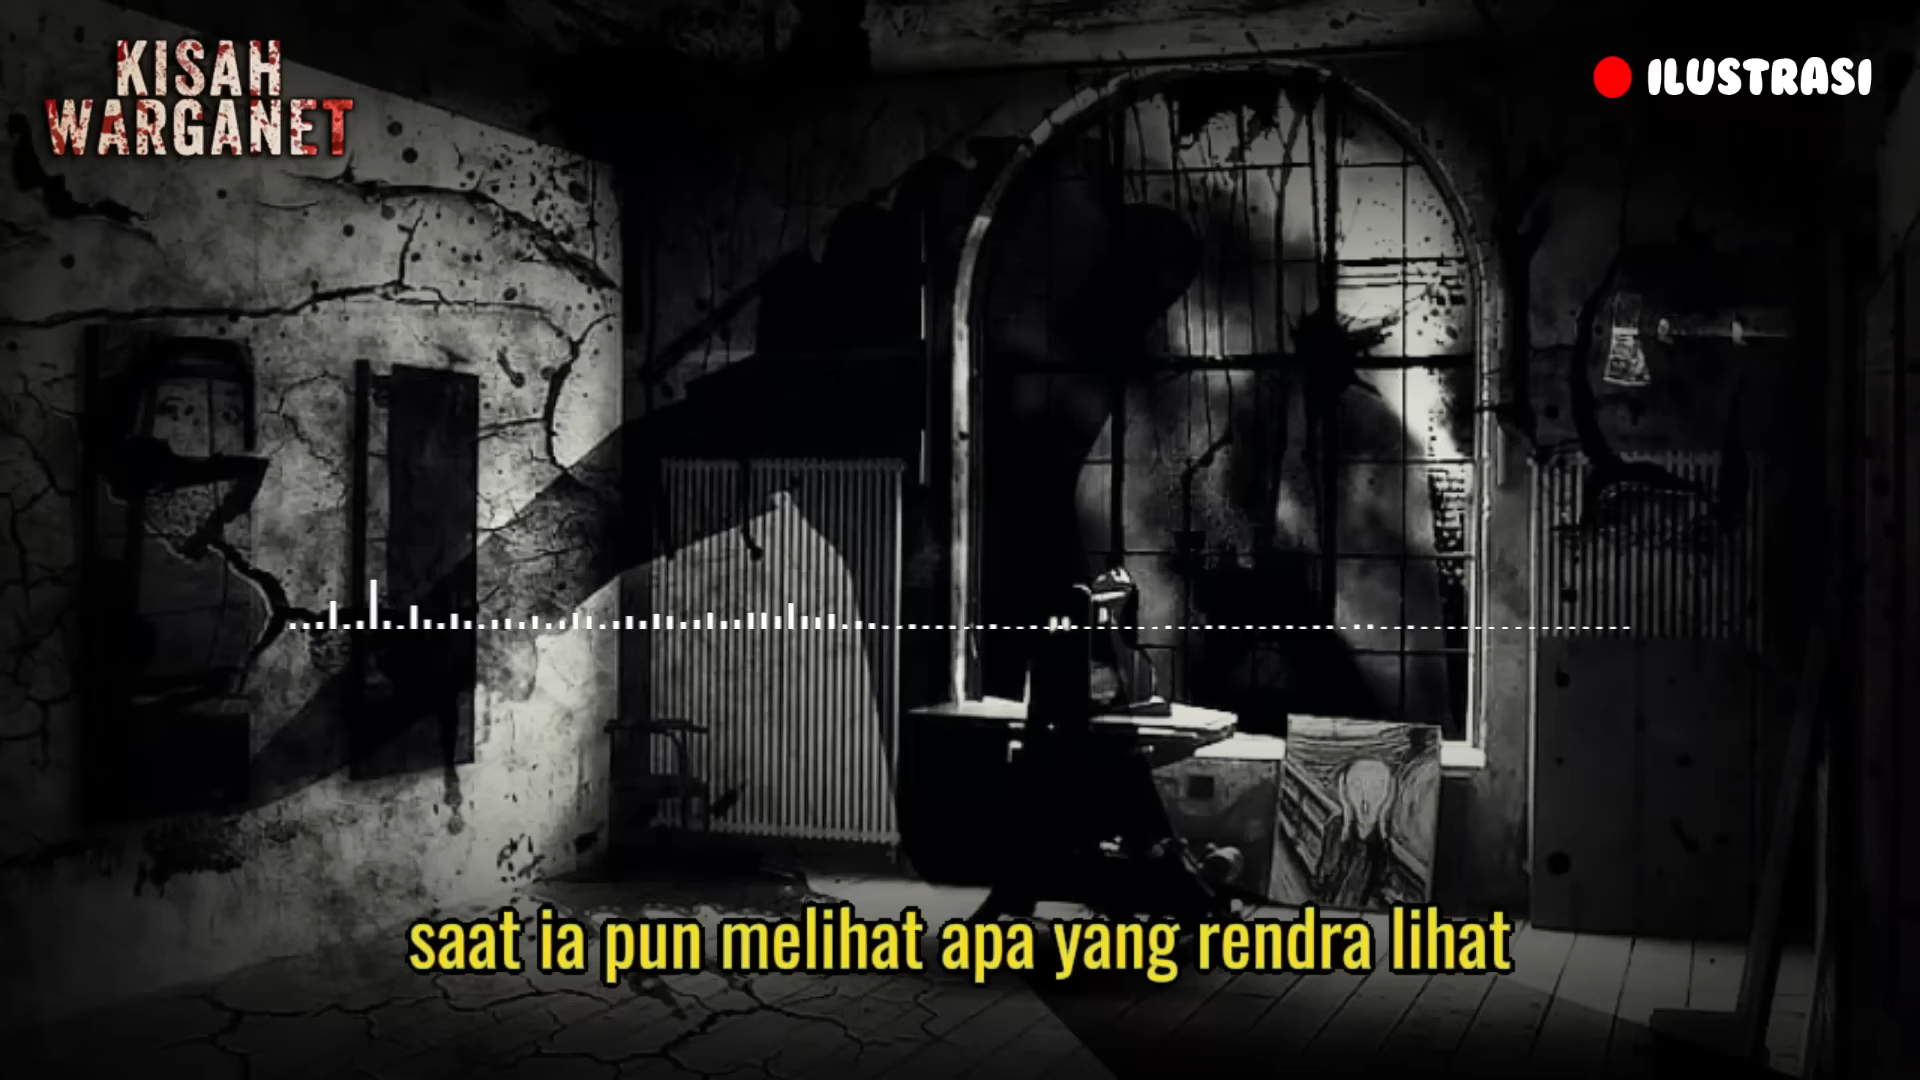 KISAH
WARGANET
ILUSTRASI
saat ia pun melihat apa yang rendra lihat